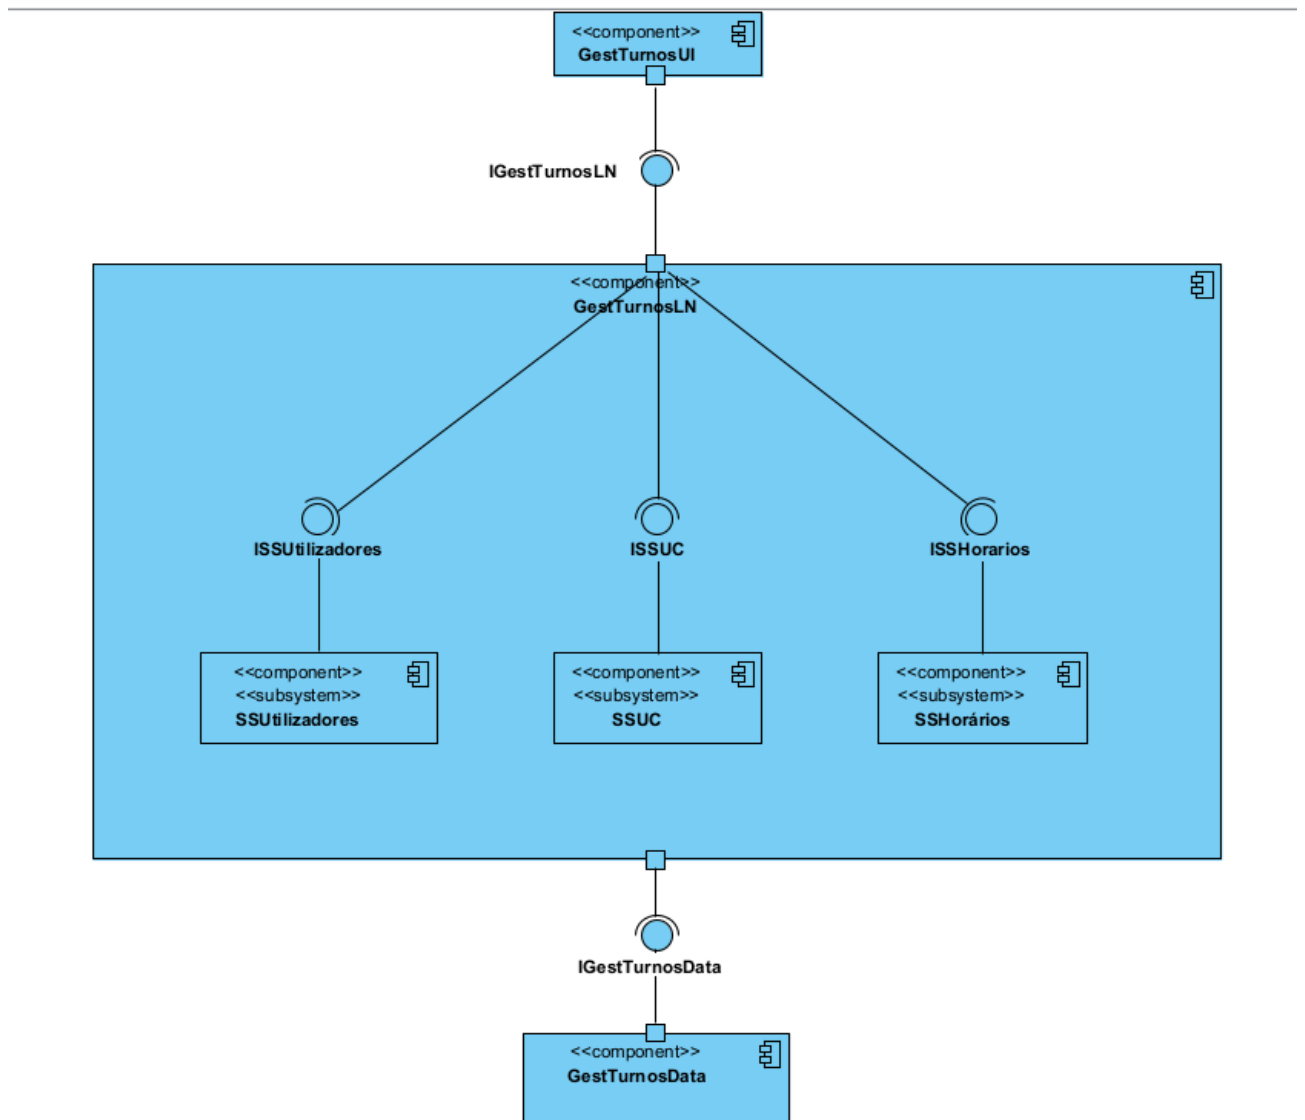 <<component>>
GestTurnosUI
IGestTurnosLN
<<component>>
GestTurnosLN
ISSUtilizadores
ISSUC
ISSHorarios
<<component>>
<<subsystem>>
SSUtilizadores
<<component>>
<<subsystem>>
SSUC
<<component>>
<<subsystem>>
SSHorários
IGestTurnosData
<<component>>
GestTurnosData